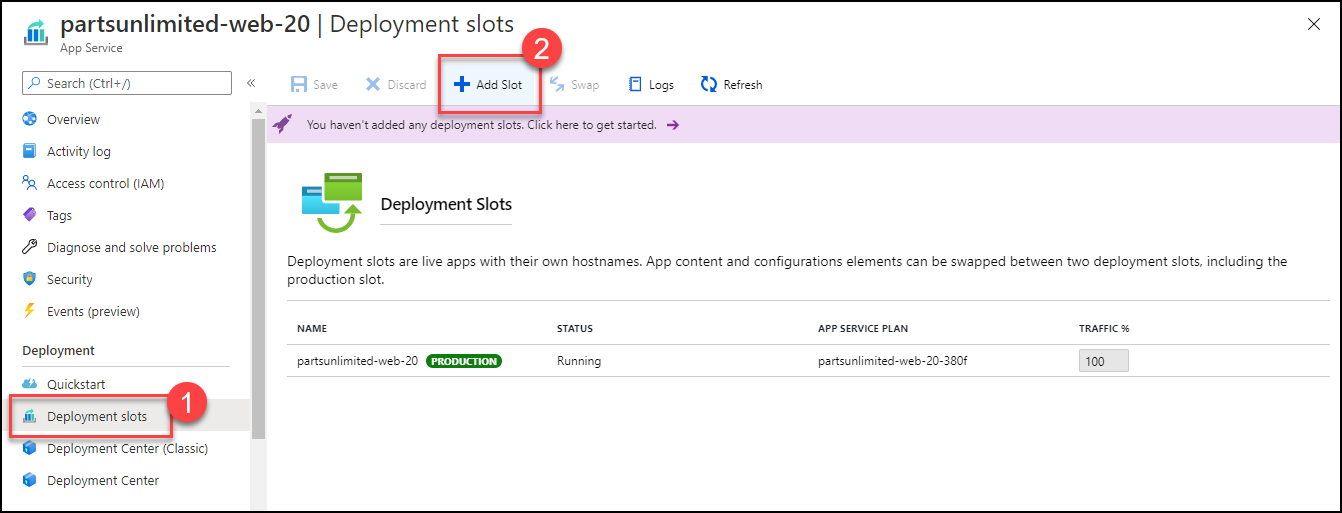 partsunlimited-web-20 | Deployment slots
App Service
Search (Ctrl+/)
«
Overview
Activity log
Access control (IAM)
Tags
Diagnose and solve problems
Security
Events (preview)
Deployment
Quickstart
Deployment slots
1
Deployment Center (Classic)
Deployment Center
Save
Discard
Add Slot
2
Swap
Logs
Refresh
You haven't added any deployment slots. Click here to get started.
Deployment Slots
Deployment slots are live apps with their own hostnames. App content and configurations elements can be swapped between two deployment slots, including the
production slot.
NAME STATUS APP SERVICE PLAN TRAFFIC %
partsunlimited-web-20 PRODUCTION Running partsunlimited-web-20-380f 100